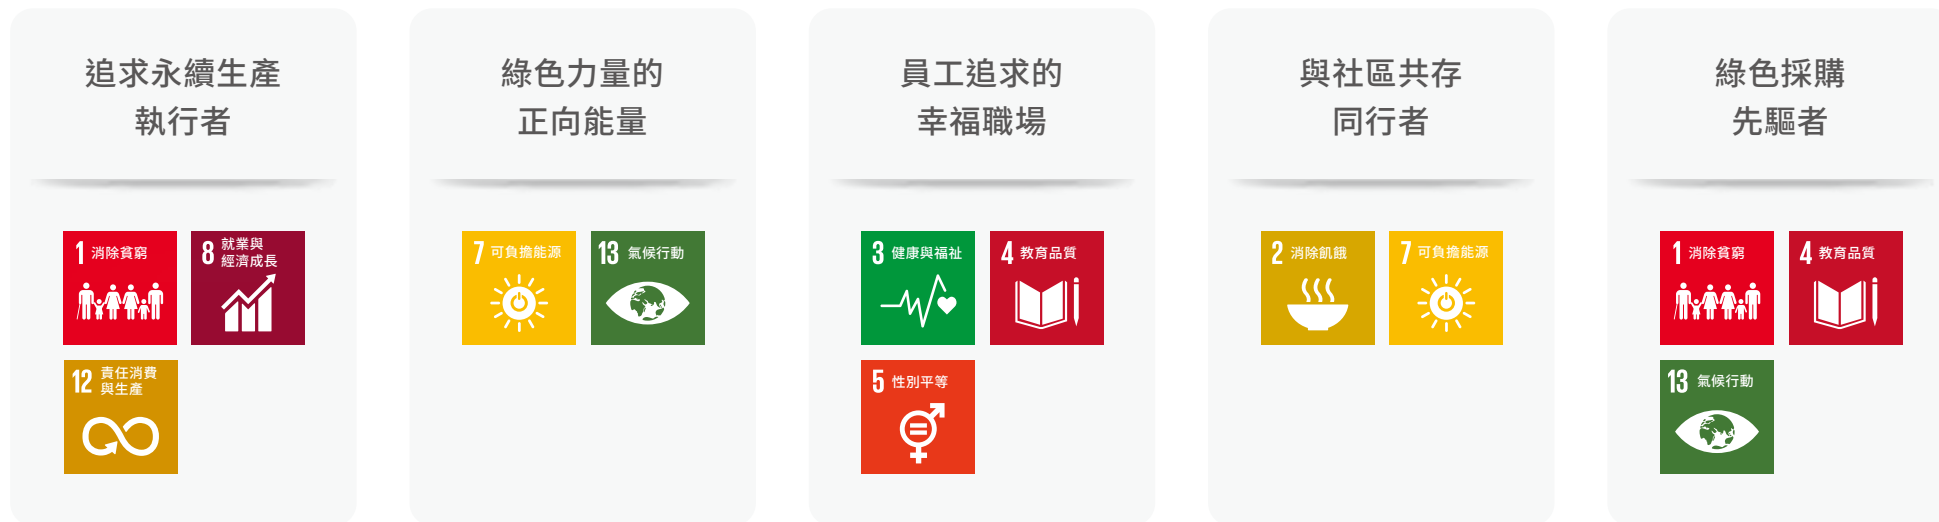 追求永續生產
執行者
1 消除貧窮
8 就業與
經濟成長
12 責任消費
與生產
綠色力量的
正向能量
7 可負擔能源
13 氣候行動
員工追求的
幸福職場
3 健康與福祉
4 教育品質
5 性別平等
與社區共存
同行者
2 消除飢餓
7 可負擔能源
綠色採購
先驅者
1 消除貧窮
4 教育品質
13 氣候行動